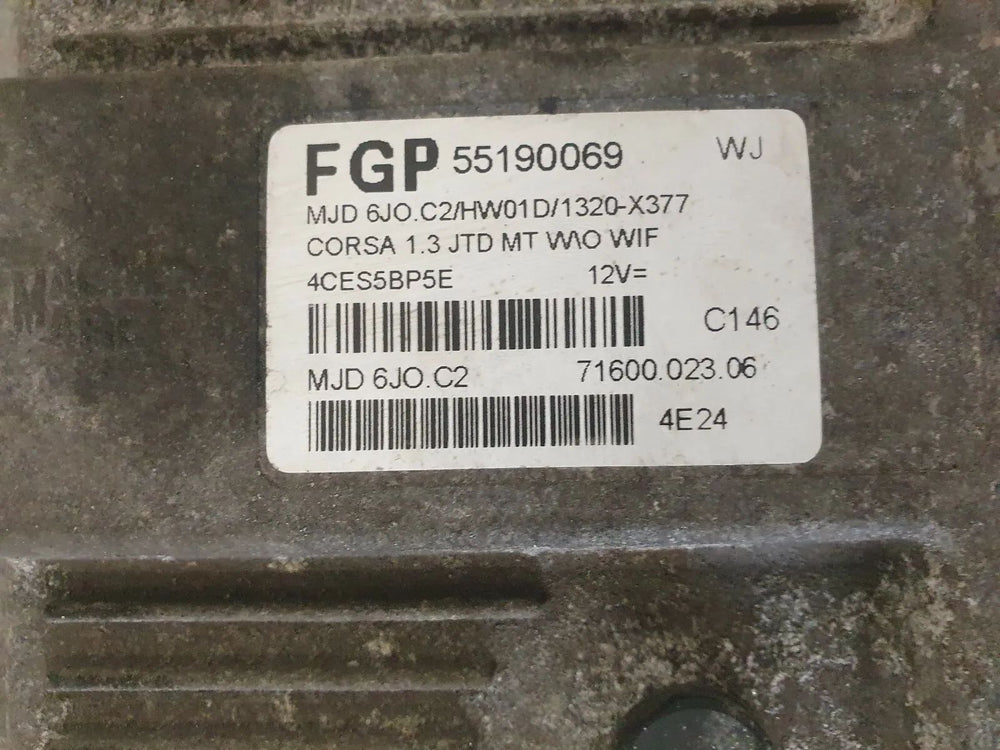 FGP 55190069 WJ
MJD 6JO.C2/HW01D/1320-X377
CORSA 1.3 JTD MT W\O WIF
4CES5BP5E 12V=
C146
MJD 6JO.C2 71600.023.06
4E24